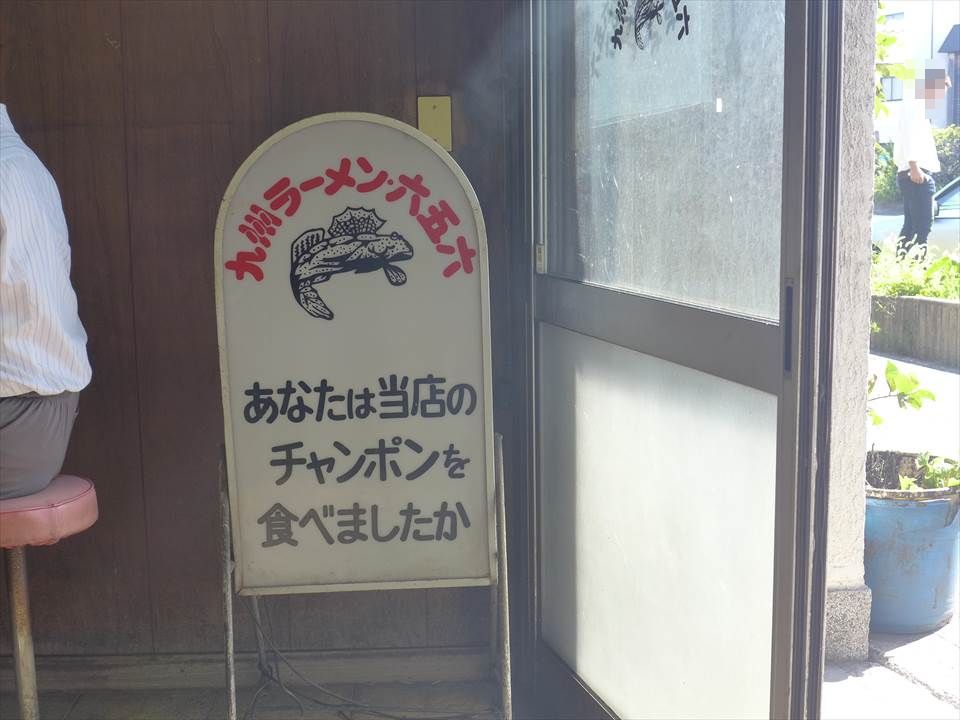 九州ラーメン・六五六
あなたは当店の
チャンポンを
食べましたか